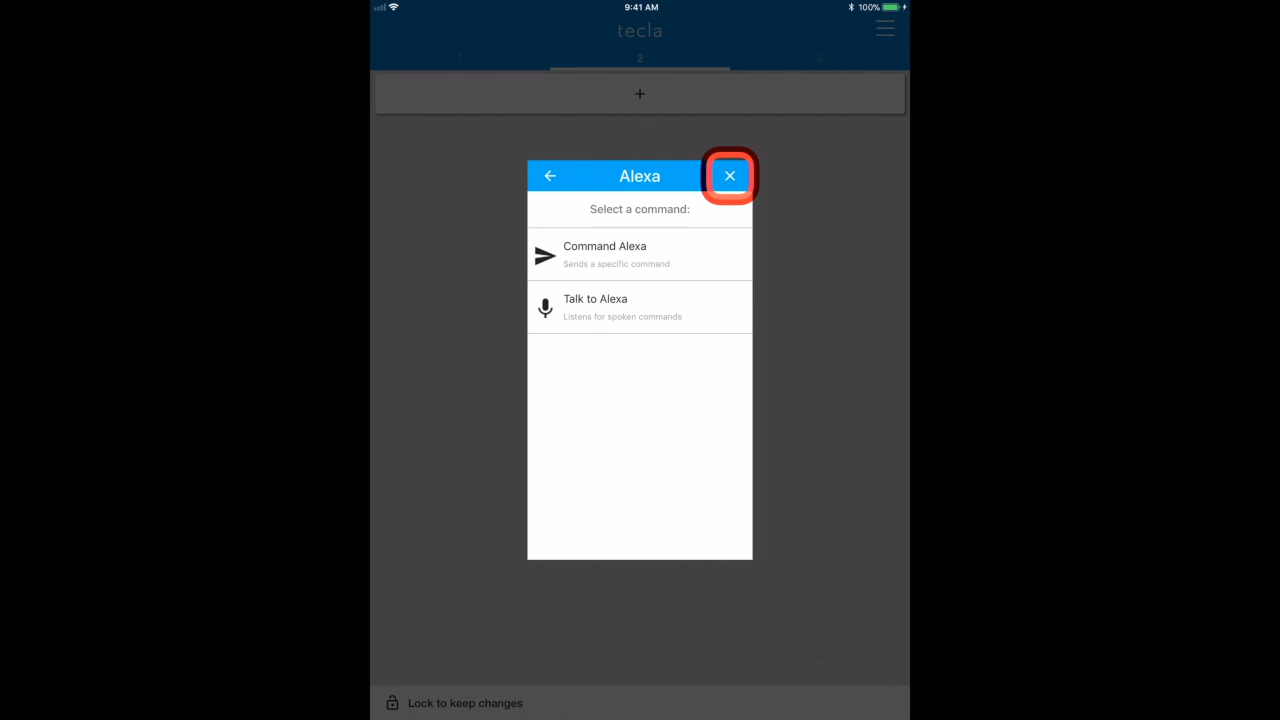 9:41 AM
100%
tecla
1
2
3
+
Alexa
Select a command:
Command Alexa
Sends a specific command
Talk to Alexa
Listens for spoken commands
Lock to keep changes